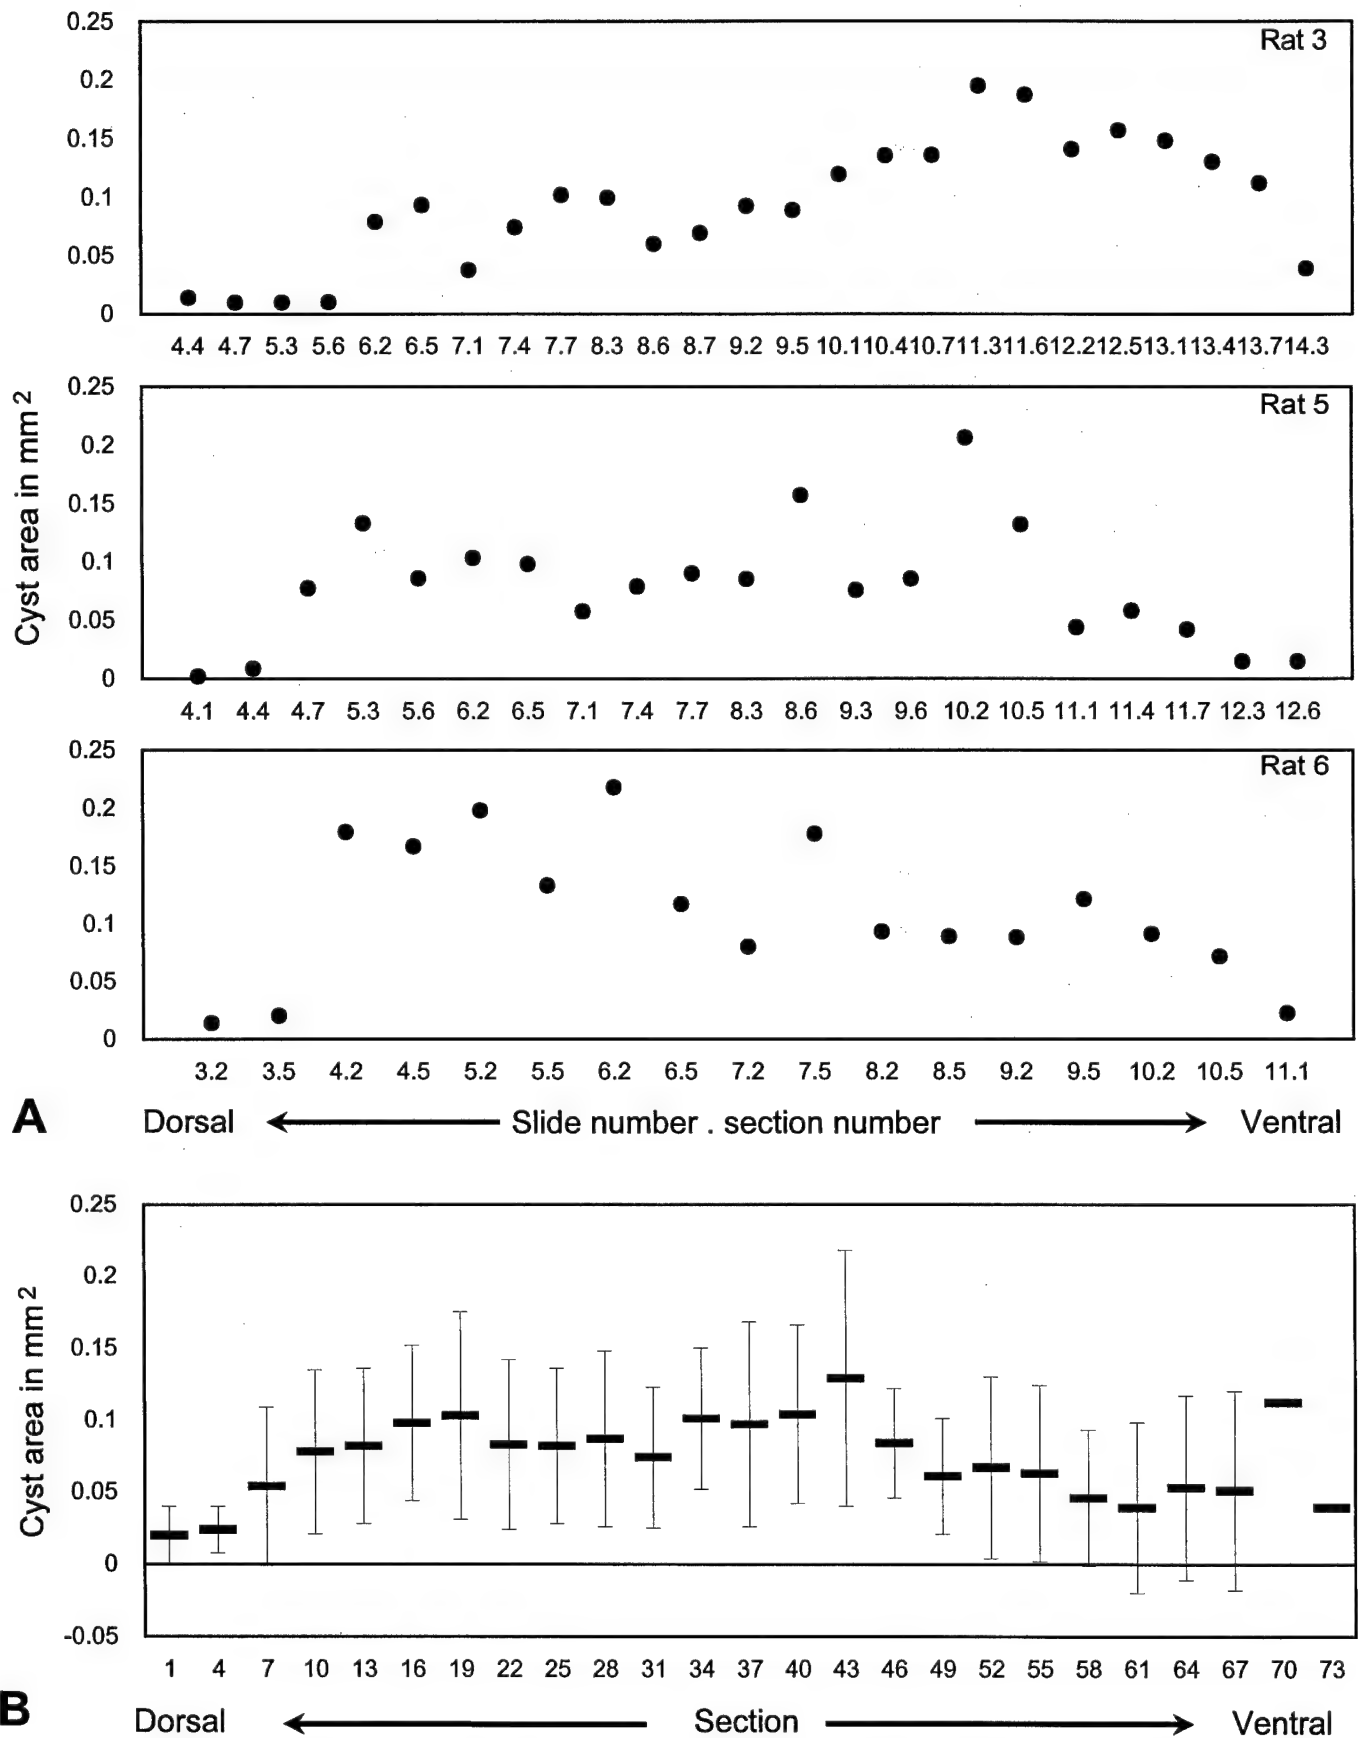 0.25
Rat 3
0.2
0.15
0.1
0.05
0
4.4 4.7 5.3 5.6 6.2 6.5 7.1 7.4 7.7 8.3 8.6 8.7 9.2 9.5 10.1 10.4 10.7 11.3 11.6 12.2 12.5 13.1 13.4 13.7 14.3
Cyst area in mm²
0.25
Rat 5
0.2
0.15
0.1
0.05
0
4.1 4.4 4.7 5.3 5.6 6.2 6.5 7.1 7.4 7.7 8.3 8.6 9.3 9.6 10.2 10.5 11.1 11.4 11.7 12.3 12.6
0.25
Rat 6
0.2
0.15
0.1
0.05
0
3.2 3.5 4.2 4.5 5.2 5.5 6.2 6.5 7.2 7.5 8.2 8.5 9.2 9.5 10.2 10.5 11.1
A Dorsal Slide number . section number Ventral
0.25
0.2
0.15
0.1
0.05
0
-0.05
Cyst area in mm²
1 4 7 10 13 16 19 22 25 28 31 34 37 40 43 46 49 52 55 58 61 64 67 70 73
B Dorsal Section Ventral